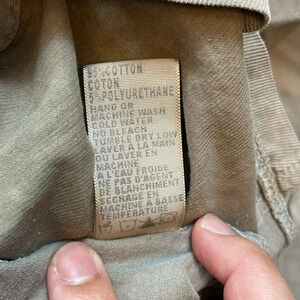 95% COTTON
COTON
5% POLYURETHANE
HAND OR
MACHINE WASH
COLD WATER
NO BLEACH
TUMBLE DRY LOW
LAVER A LA MAIN
OU LAVER EN
MACHINE
A L'EAU FROIDE
NE PAS D'AGENT
DE BLANCHIMENT
SECHAGE EN
MACHINE A BASSE
TEMPERATURE